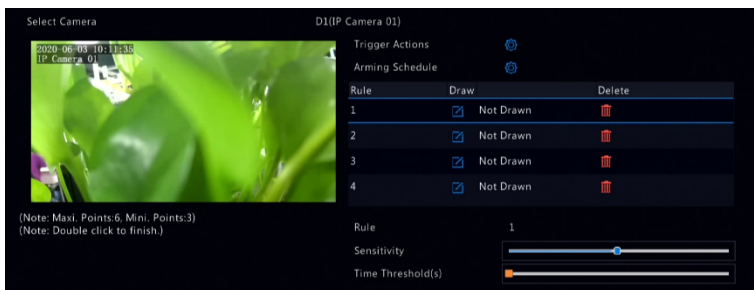 Select Camera
D1(IP Camera 01)
2020-06-03 10:11:35
IP Camera 01
Trigger Actions
Arming Schedule
Rule Draw Delete
1 Not Drawn
2 Not Drawn
3 Not Drawn
4 Not Drawn
(Note: Maxi. Points:6, Mini. Points:3)
(Note: Double click to finish.)
Rule 1
Sensitivity
Time Threshold(s)